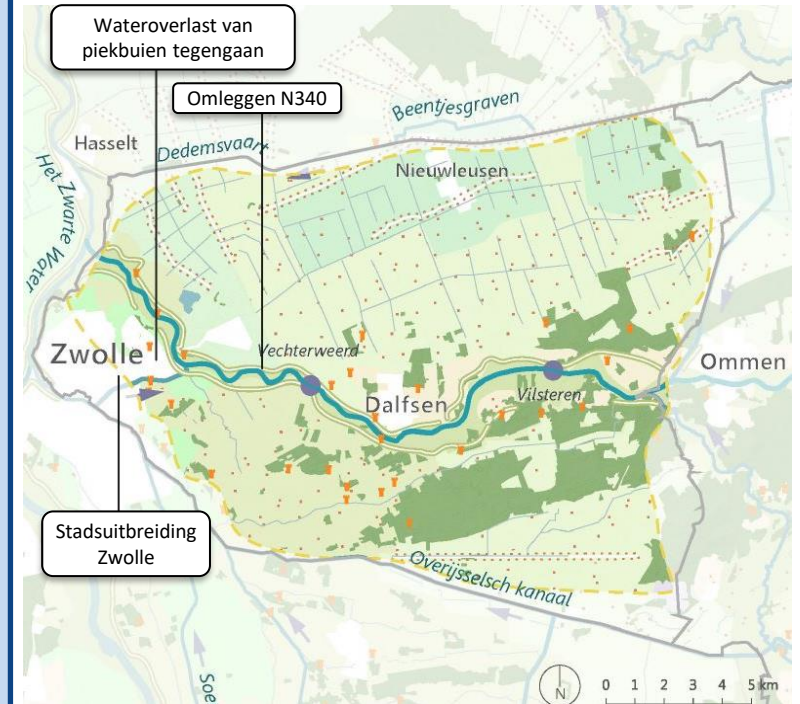 Wateroverlast van
piekbuien tegengaan
Omleggen N340
Beentjesgraven
Hasselt
Dedemsvaart
Nieuwleusen
Het Zwarte Water
Zwolle
Vechterweerd
Ommen
Dalfsen
Vilsteren
Stadsuitbreiding
Zwolle
Overijsselsch kanaal
Soe
N
0 1 2 3 4 5 km